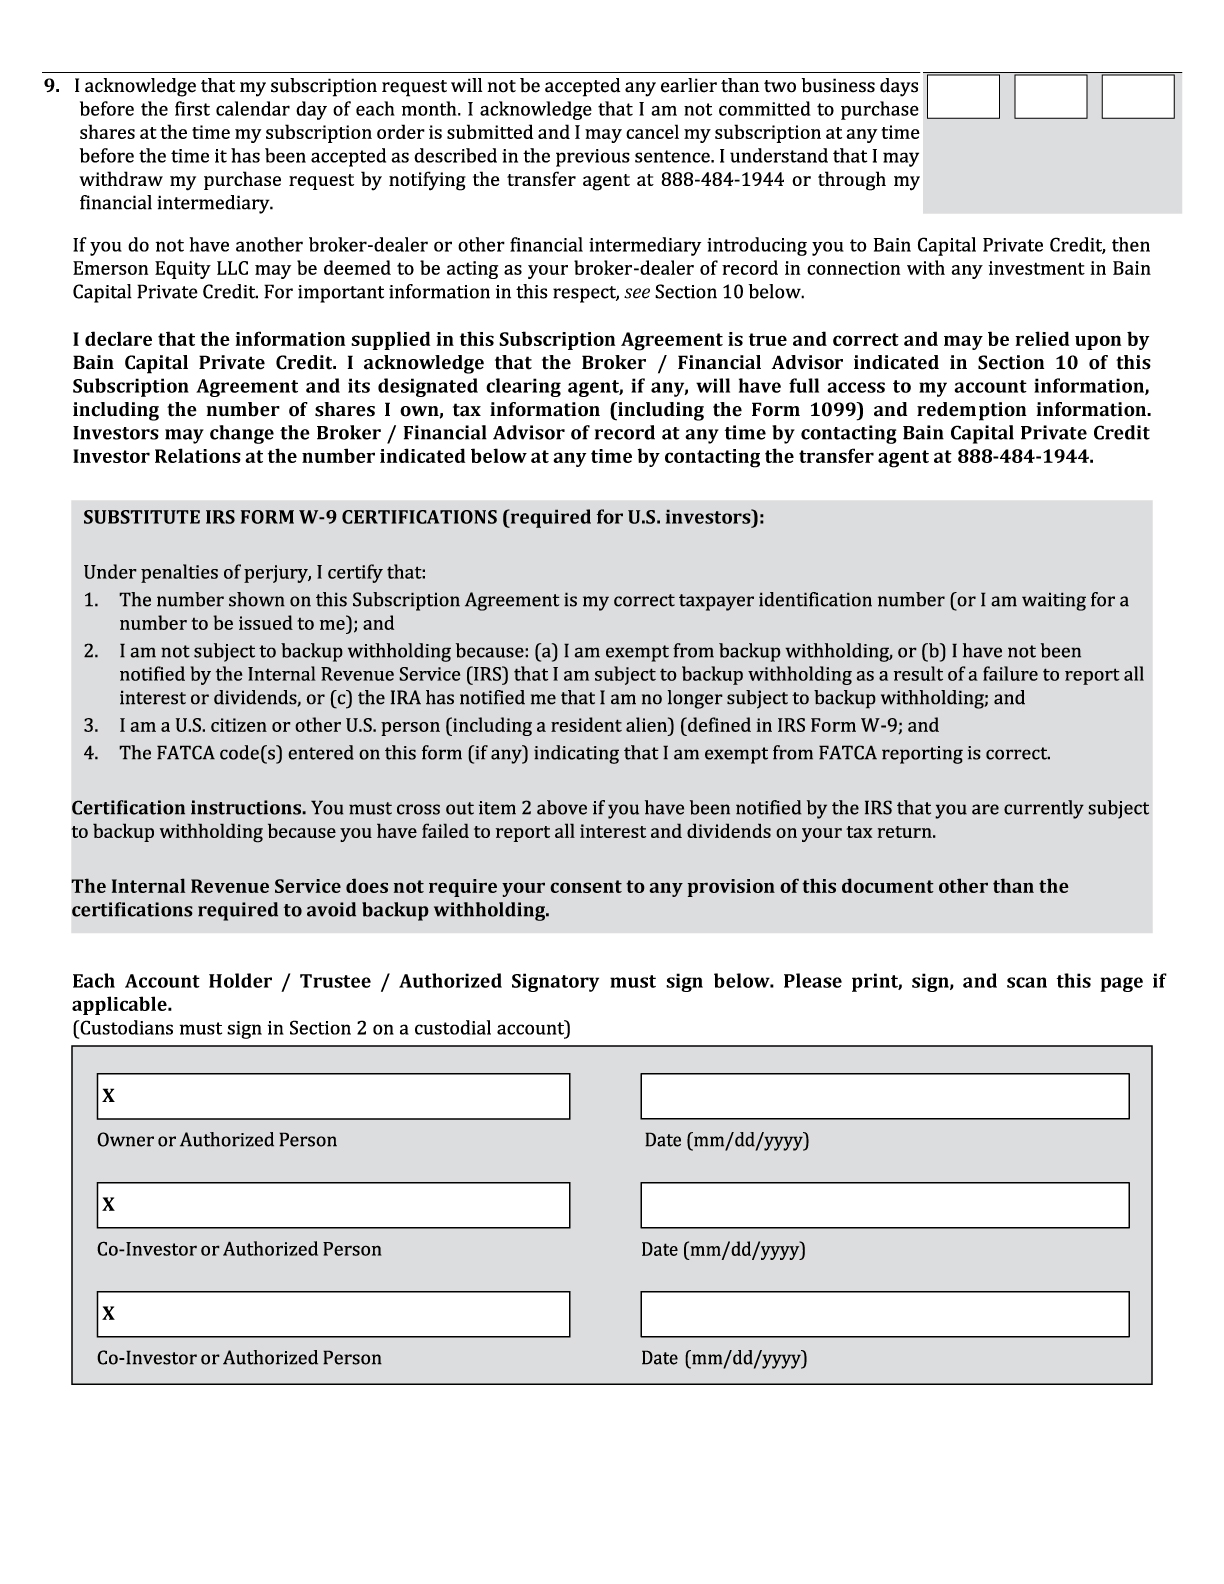 9. I acknowledge that my subscription request will not be accepted any earlier than two business days
before the first calendar day of each month. I acknowledge that I am not committed to purchase
shares at the time my subscription order is submitted and I may cancel my subscription at any time
before the time it has been accepted as described in the previous sentence. I understand that I may
withdraw my purchase request by notifying the transfer agent at 888-484-1944 or through my
financial intermediary.
If you do not have another broker-dealer or other financial intermediary introducing you to Bain Capital Private Credit, then
Emerson Equity LLC may be deemed to be acting as your broker-dealer of record in connection with any investment in Bain
Capital Private Credit. For important information in this respect, see Section 10 below.
I declare that the information supplied in this Subscription Agreement is true and correct and may be relied upon by
Bain Capital Private Credit. I acknowledge that the Broker / Financial Advisor indicated in Section 10 of this
Subscription Agreement and its designated clearing agent, if any, will have full access to my account information,
including the number of shares I own, tax information (including the Form 1099) and redemption information.
Investors may change the Broker / Financial Advisor of record at any time by contacting Bain Capital Private Credit
Investor Relations at the number indicated below at any time by contacting the transfer agent at 888-484-1944.
SUBSTITUTE IRS FORM W-9 CERTIFICATIONS (required for U.S. investors):
Under penalties of perjury, I certify that:
1. The number shown on this Subscription Agreement is my correct taxpayer identification number (or I am waiting for a
number to be issued to me); and
2. I am not subject to backup withholding because: (a) I am exempt from backup withholding, or (b) I have not been
notified by the Internal Revenue Service (IRS) that I am subject to backup withholding as a result of a failure to report all
interest or dividends, or (c) the IRA has notified me that I am no longer subject to backup withholding; and
3. I am a U.S. citizen or other U.S. person (including a resident alien) (defined in IRS Form W-9; and
4. The FATCA code(s) entered on this form (if any) indicating that I am exempt from FATCA reporting is correct.
Certification instructions. You must cross out item 2 above if you have been notified by the IRS that you are currently subject
to backup withholding because you have failed to report all interest and dividends on your tax return.
The Internal Revenue Service does not require your consent to any provision of this document other than the
certifications required to avoid backup withholding.
Each Account Holder / Trustee / Authorized Signatory must sign below. Please print, sign, and scan this page if
applicable.
(Custodians must sign in Section 2 on a custodial account)
X
Owner or Authorized Person Date (mm/dd/yyyy)
X
Co-Investor or Authorized Person Date (mm/dd/yyyy)
X
Co-Investor or Authorized Person Date (mm/dd/yyyy)